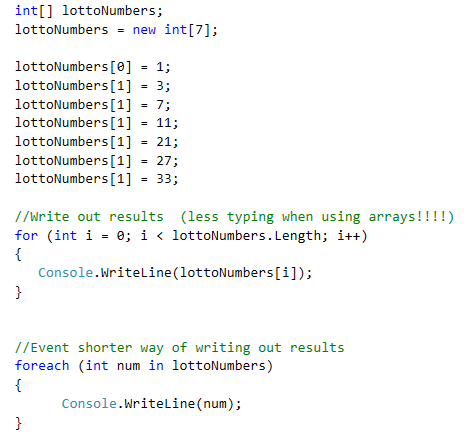 int[] lottoNumbers;
lottoNumbers = new int[7];
lottoNumbers[0] = 1;
lottoNumbers[1] = 3;
lottoNumbers[1] = 7;
lottoNumbers[1] = 11;
lottoNumbers[1] = 21;
lottoNumbers[1] = 27;
lottoNumbers[1] = 33;
//Write out results  (less typing when using arrays!!!!)
for (int i = 0; i < lottoNumbers.Length; i++)
{
Console.WriteLine(lottoNumbers[i]);
}
//Event shorter way of writing out results
foreach (int num in lottoNumbers)
{
Console.WriteLine(num);
}